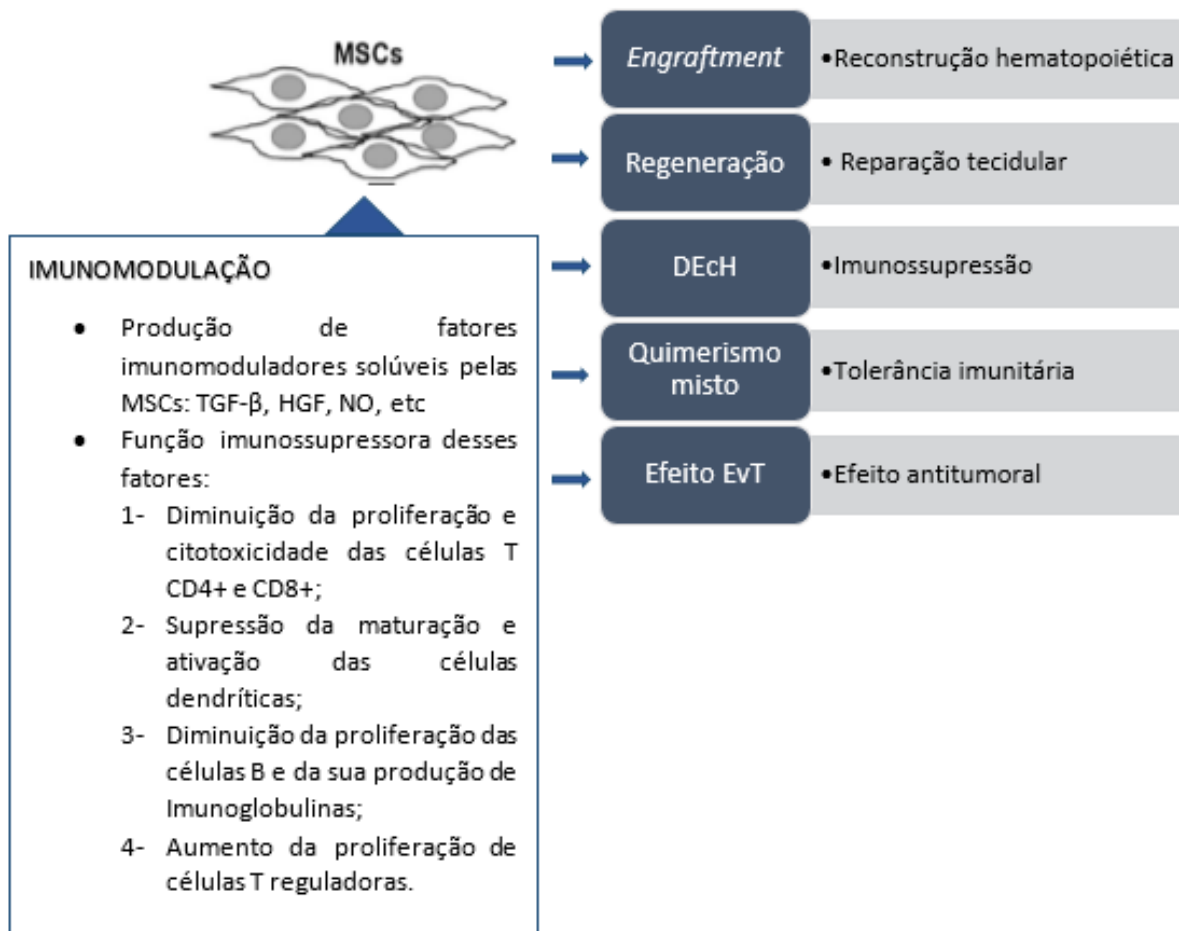 MSCs
Engraftment
•Reconstrução hematopoiética
Regeneração
• Reparação tecidular
DEcH
•Imunossupressão
Quimerismo
misto
•Tolerância imunitária
Efeito EvT
•Efeito antitumoral
IMUNOMODULAÇÃO
● Produção de fatores
imunomoduladores solúveis pelas
MSCs: TGF-β, HGF, NO, etc
● Função imunossupressora desses
fatores:
1- Diminuição da proliferação e
citotoxicidade das células T
CD4+ e CD8+;
2- Supressão da maturação e
ativação das células
dendríticas;
3- Diminuição da proliferação das
células B e da sua produção de
Imunoglobulinas;
4- Aumento da proliferação de
células T reguladoras.